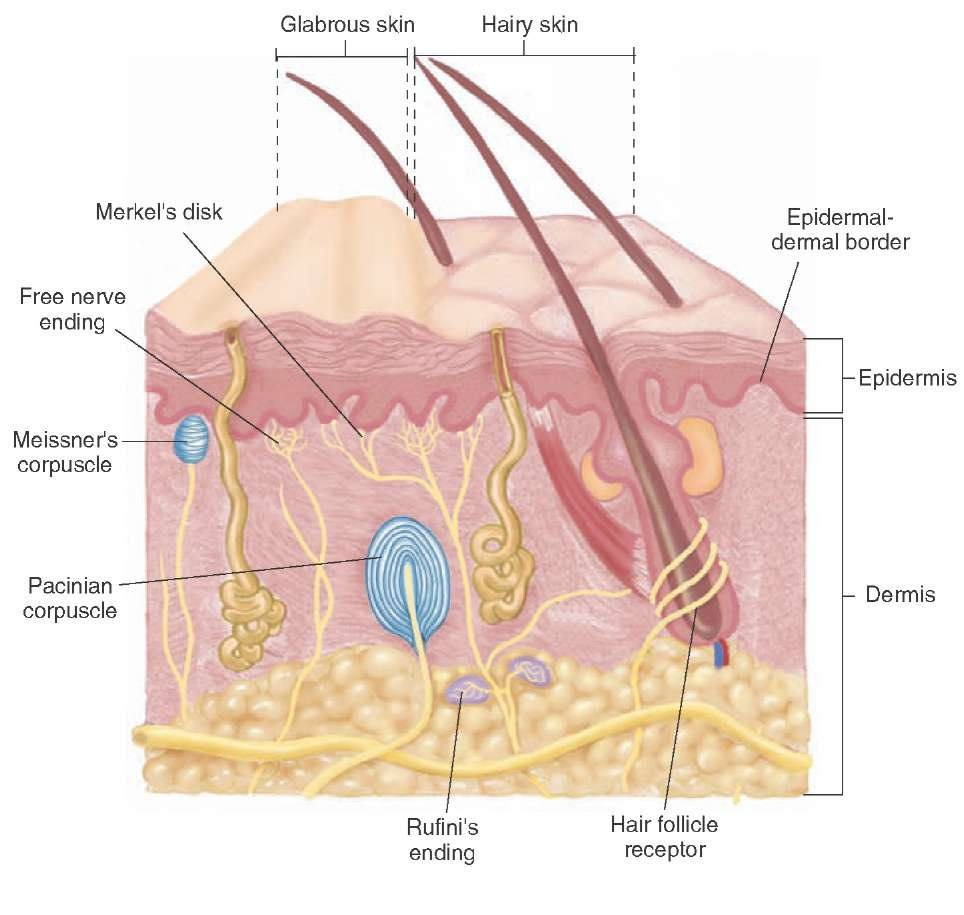 Glabrous skin
Hairy skin
Merkel's disk
Epidermal-
dermal border
Free nerve
ending
Epidermis
Meissner's
corpuscle
Pacinian
corpuscle
Dermis
Rufini's
ending
Hair follicle
receptor